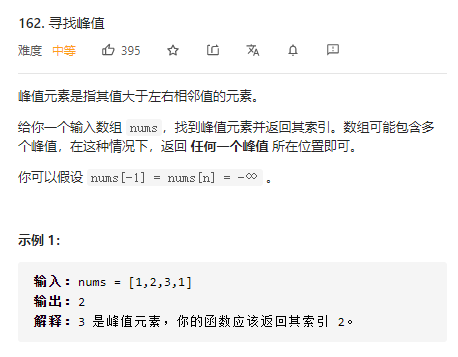 162. 寻找峰值
难度 中等 395
峰值元素是指其值大于左右相邻值的元素。
给你一个输入数组 nums，找到峰值元素并返回其索引。数组可能包含多
个峰值，在这种情况下，返回 任何一个峰值 所在位置即可。
你可以假设 nums[-1] = nums[n] = -∞ 。
示例 1：
输入：nums = [1,2,3,1]
输出：2
解释：3 是峰值元素，你的函数应该返回其索引 2。